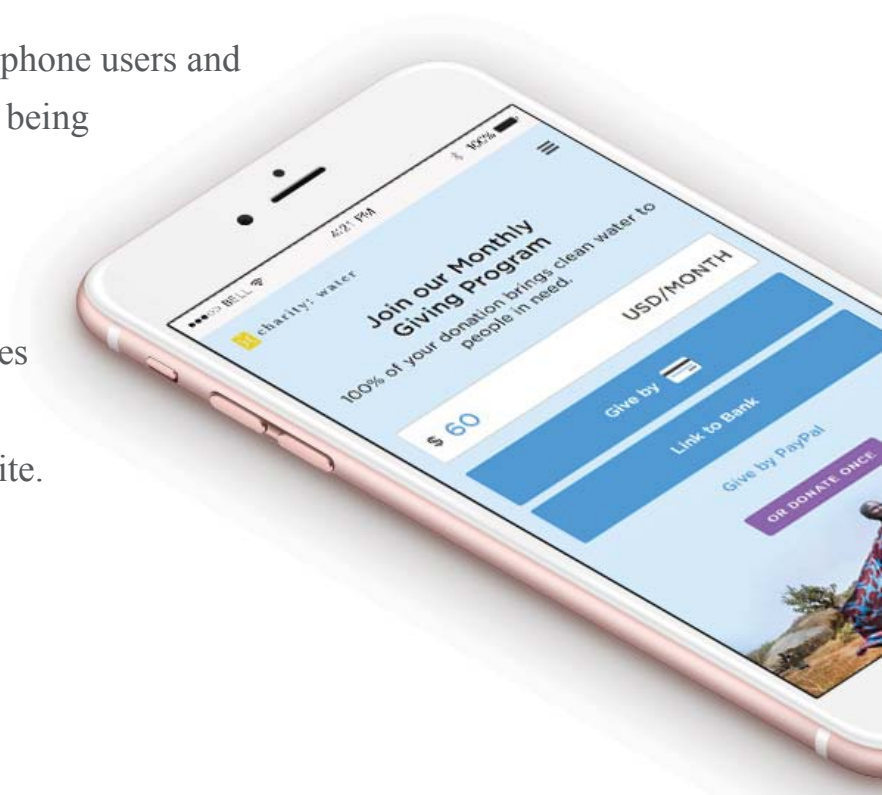 phone users and
being
es
ite.
BELL
4:21 PM
100%
charity: water
Join our Monthly
Giving Program
100% of your donation brings clean water to
people in need.
$ 60
USD/MONTH
Give by
Link to Bank
Give by PayPal
OR DONATE ONCE